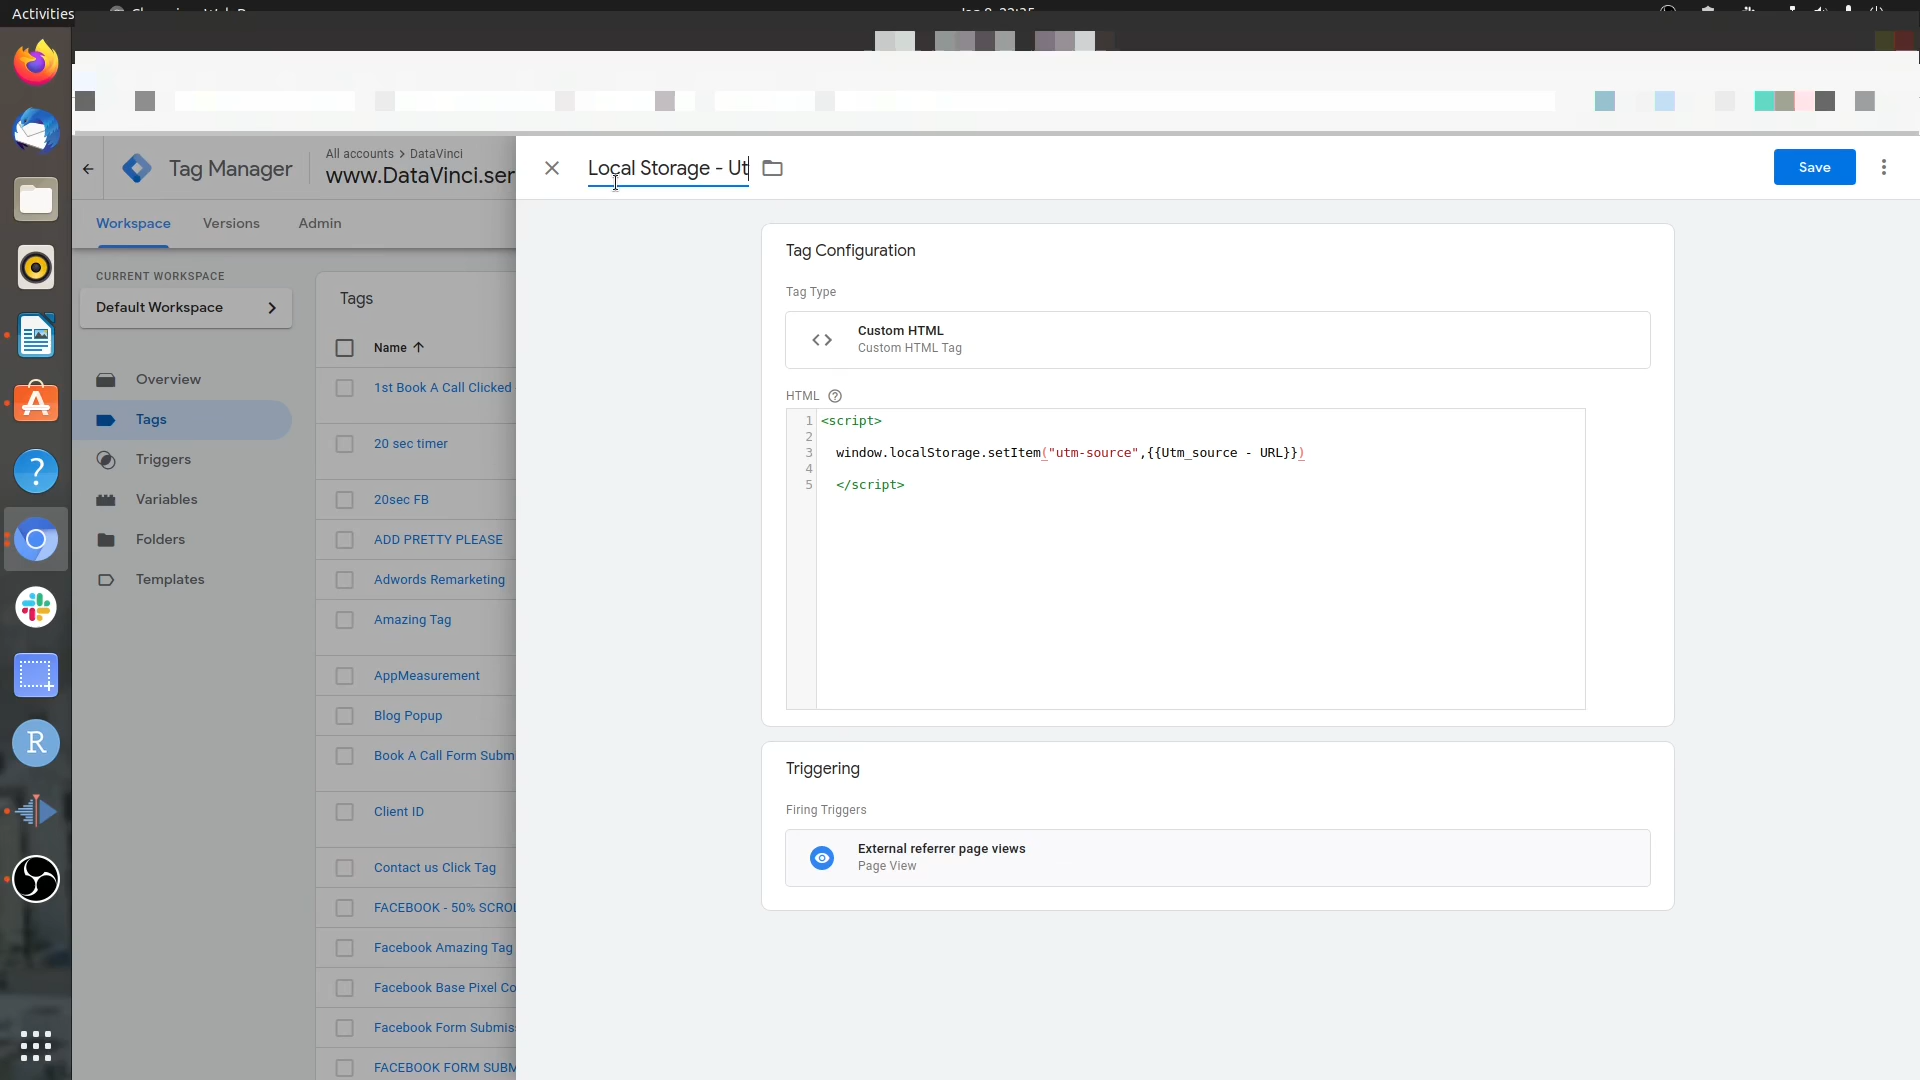 Activities
Tag Manager
All accounts > DataVinci
www.DataVinci.ser
Local Storage - Ut
Save
Workspace
Versions
Admin
CURRENT WORKSPACE
Default Workspace
Overview
Tags
Triggers
Variables
Folders
Templates
Tags
Name
1st Book A Call Clicked
20 sec timer
20sec FB
ADD PRETTY PLEASE
Adwords Remarketing
Amazing Tag
AppMeasurement
Blog Popup
Book A Call Form Subm
Client ID
Contact us Click Tag
FACEBOOK - 50% SCROL
Facebook Amazing Tag
Facebook Base Pixel Co
Facebook Form Submis
FACEBOOK FORM SUBM
Tag Configuration
Tag Type
Custom HTML
Custom HTML Tag
HTML
1 <script>
2
3 window.localStorage.setItem("utm-source",{{Utm_source - URL}})
4
5 </script>
Triggering
Firing Triggers
External referrer page views
Page View